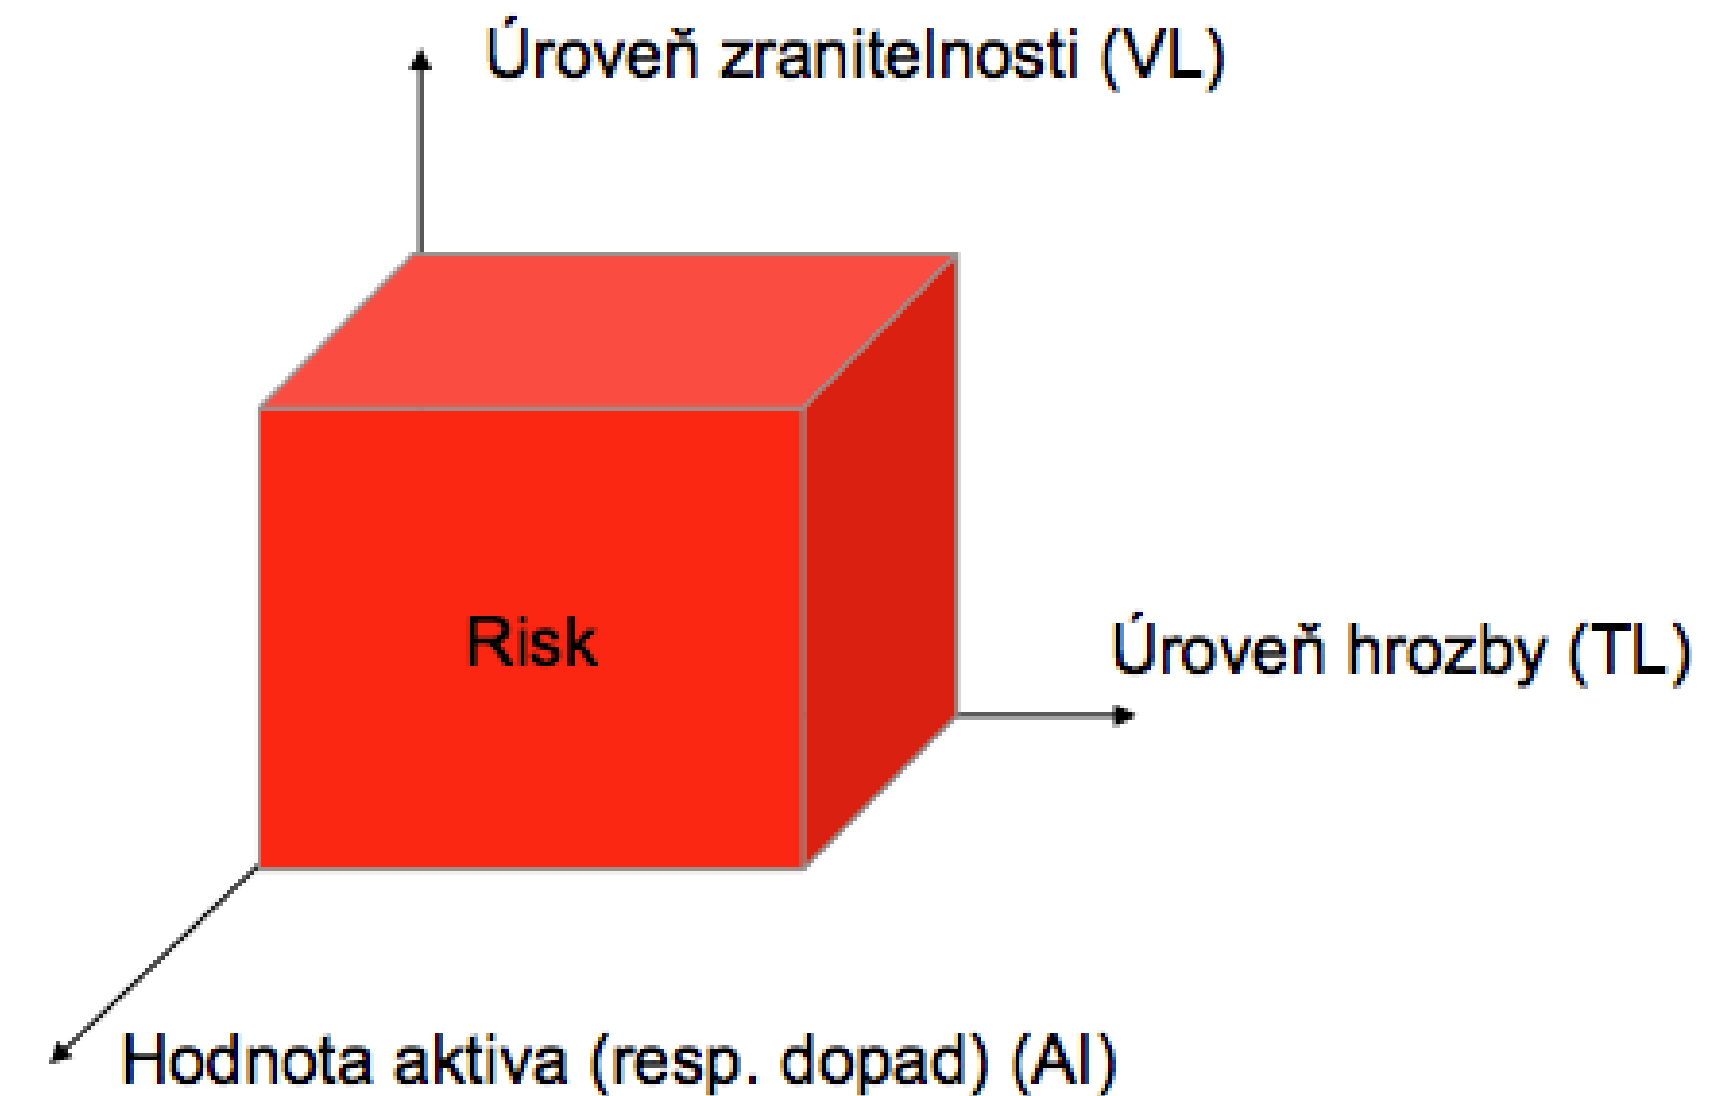 Úroveň zranitelnosti (VL)
Risk
Úroveň hrozby (TL)
Hodnota aktiva (resp. dopad) (AI)